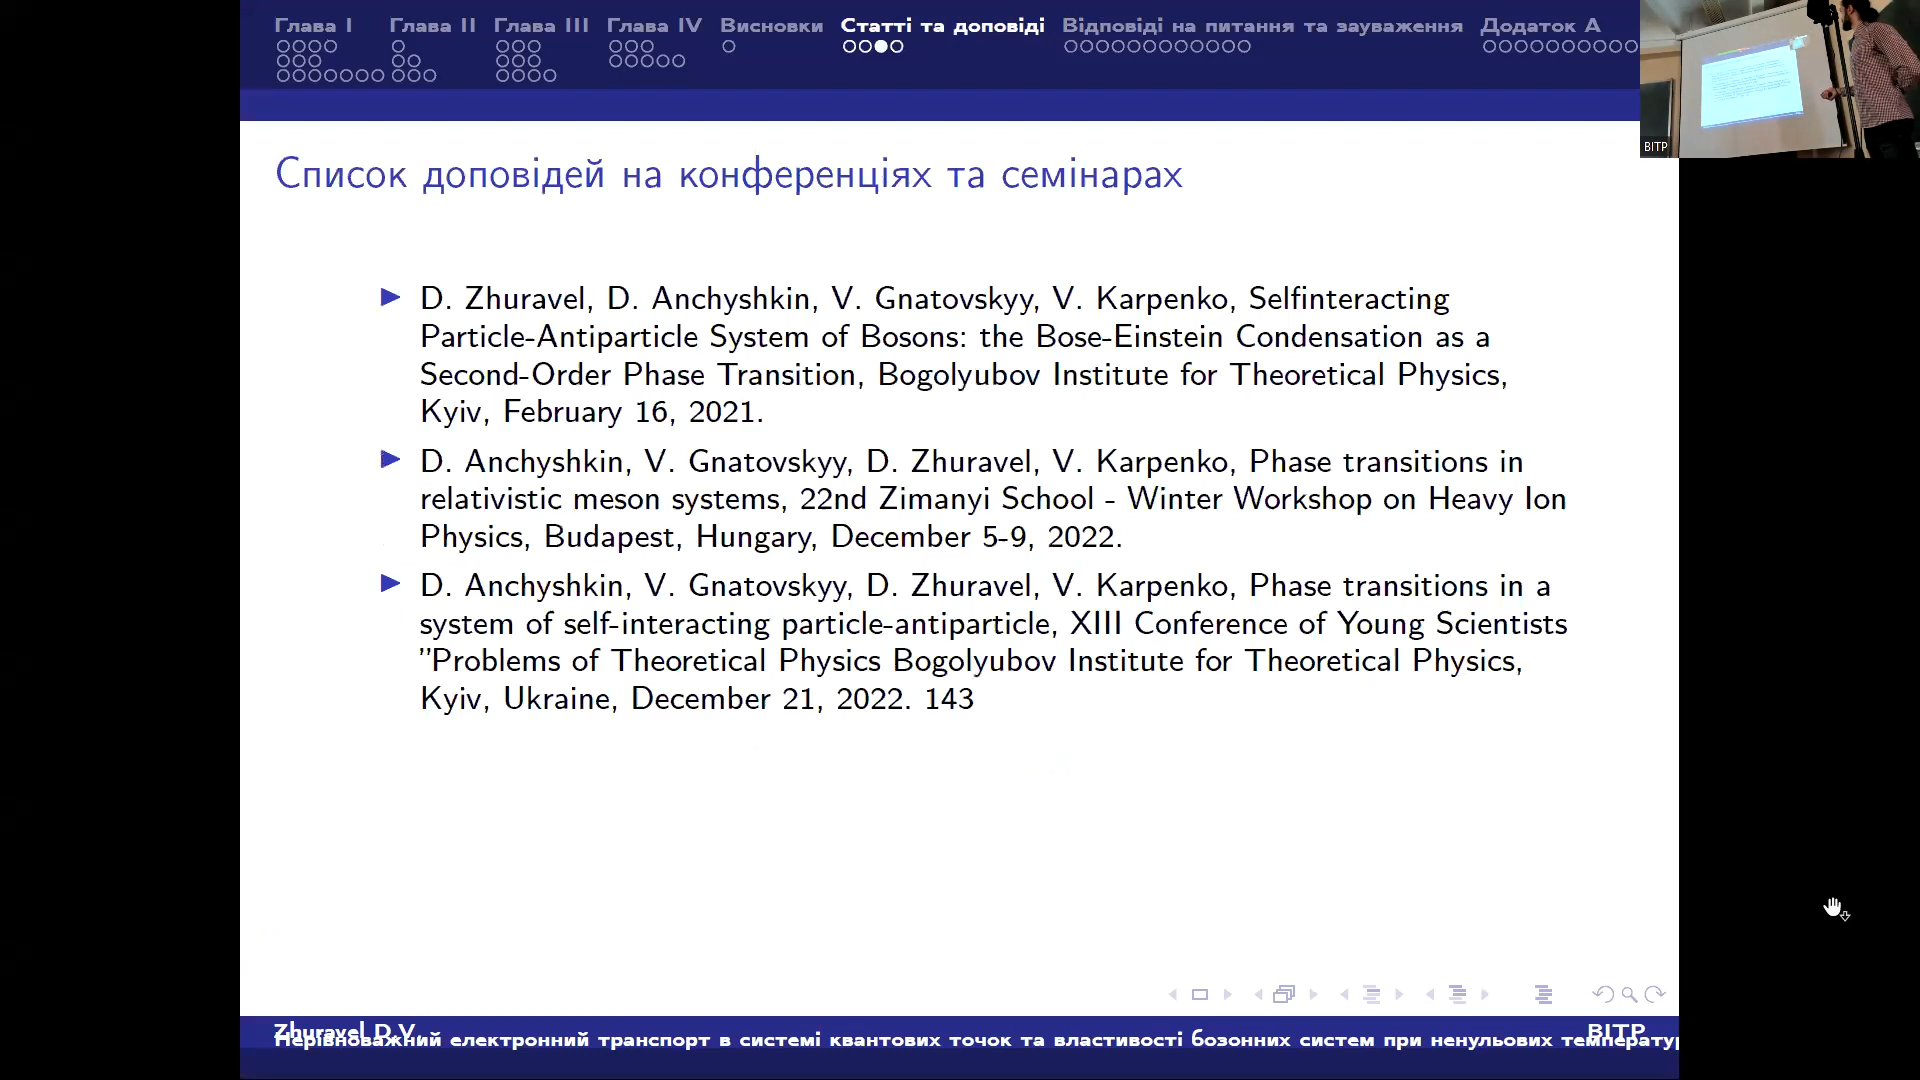 Глава I Глава II Глава III Глава IV Висновки Статті та доповіді Відповіді на питання та зауваження Додаток А
BITP
Список доповідей на конференціях та семінарах
D. Zhuravel, D. Anchyshkin, V. Gnatovskyy, V. Karpenko, Selfinteracting
Particle-Antiparticle System of Bosons: the Bose-Einstein Condensation as a
Second-Order Phase Transition, Bogolyubov Institute for Theoretical Physics,
Kyiv, February 16, 2021.
D. Anchyshkin, V. Gnatovskyy, D. Zhuravel, V. Karpenko, Phase transitions in
relativistic meson systems, 22nd Zimanyi School - Winter Workshop on Heavy Ion
Physics, Budapest, Hungary, December 5-9, 2022.
D. Anchyshkin, V. Gnatovskyy, D. Zhuravel, V. Karpenko, Phase transitions in a
system of self-interacting particle-antiparticle, XIII Conference of Young Scientists
”Problems of Theoretical Physics Bogolyubov Institute for Theoretical Physics,
Kyiv, Ukraine, December 21, 2022. 143
Zhuravel D.V. BITP
Нерівноважний електронний транспорт в системі квантових точок та властивості бозонних систем при ненульових температур